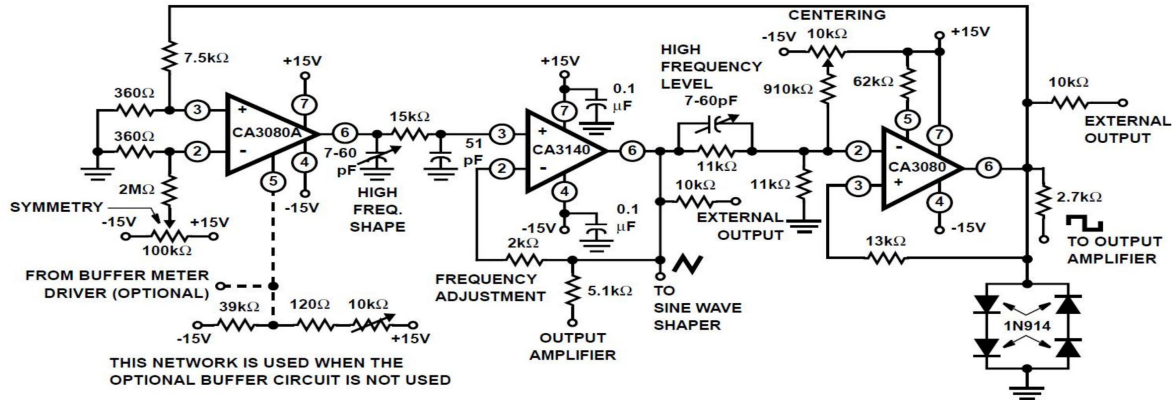 CENTERING
-15V
10kΩ
+15V
7.5kΩ
+15V
0.1
μF
HIGH
FREQUENCY
LEVEL
7-60pF
910kΩ
62kΩ
10kΩ
EXTERNAL
OUTPUT
360Ω
3
+
7
CA3080A
6
15kΩ
7
3
+
CA3140
6
5
7
360Ω
2
-
4
5
7-60
pF
51
pF
2
-
4
11kΩ
2
-
CA3080
6
3
+
4
2MΩ
-15V
HIGH
FREQ.
SHAPE
-15V
0.1
μF
10kΩ
EXTERNAL
OUTPUT
11kΩ
-15V
2.7kΩ
SYMMETRY
-15V
+15V
100kΩ
2kΩ
13kΩ
TO OUTPUT
AMPLIFIER
FROM BUFFER METER
DRIVER (OPTIONAL)
FREQUENCY
ADJUSTMENT
5.1kΩ
TO
SINE WAVE
SHAPER
39kΩ
120Ω
10kΩ
-15V
+15V
OUTPUT
AMPLIFIER
1N914
THIS NETWORK IS USED WHEN THE
OPTIONAL BUFFER CIRCUIT IS NOT USED